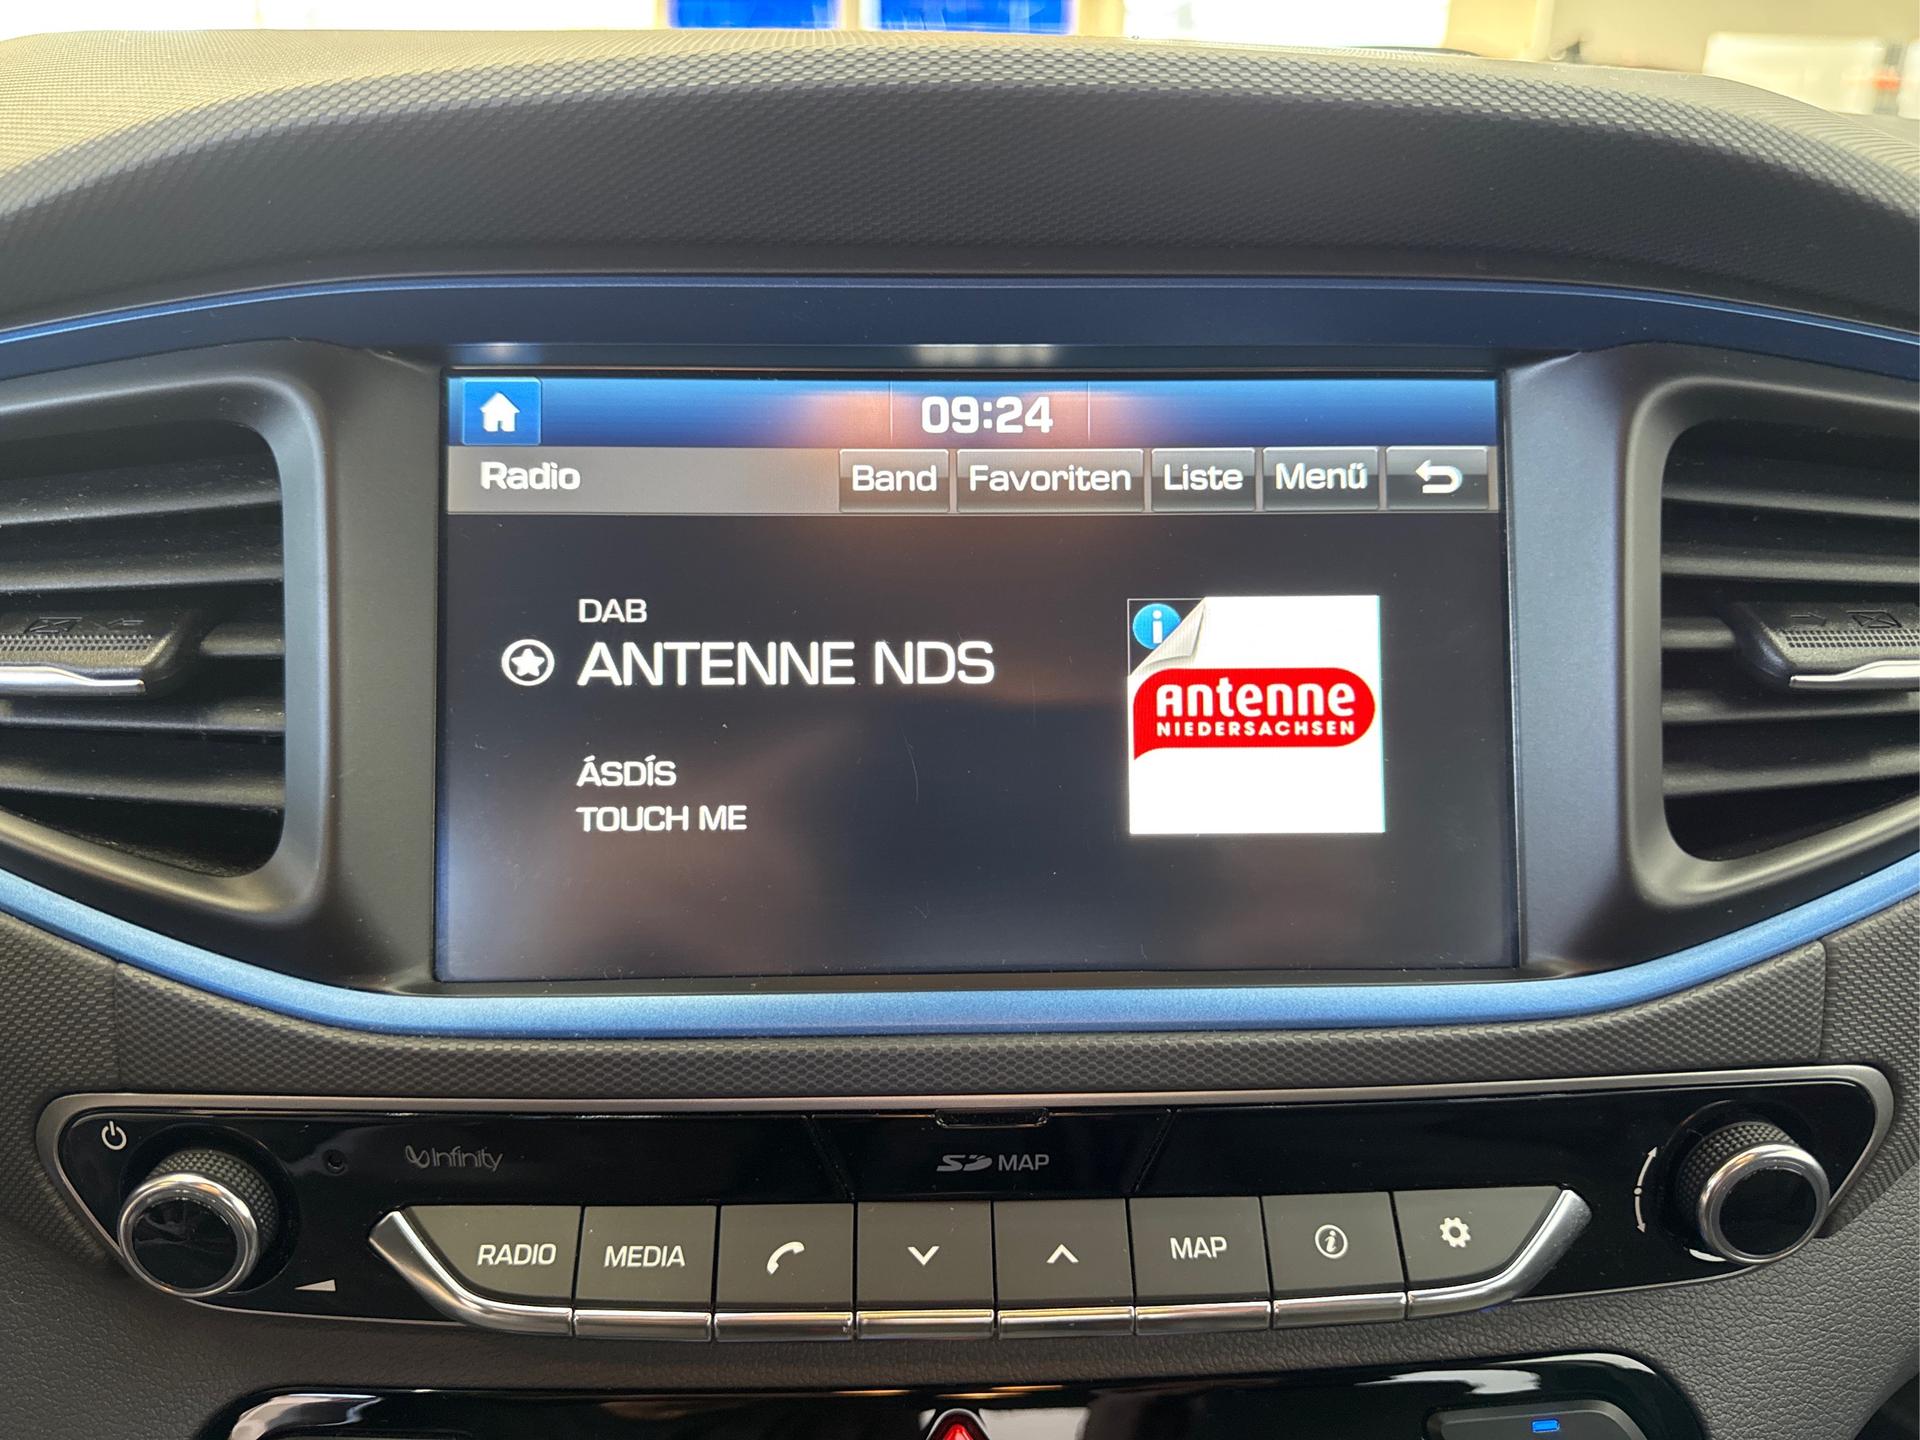 09:24
Radio
Band
Favoriten
Liste
Menü
DAB
ANTENNE NDS
antenne
NIEDERSACHSEN
ÁSDÍS
TOUCH ME
Infinity
SD MAP
RADIO
MEDIA
MAP